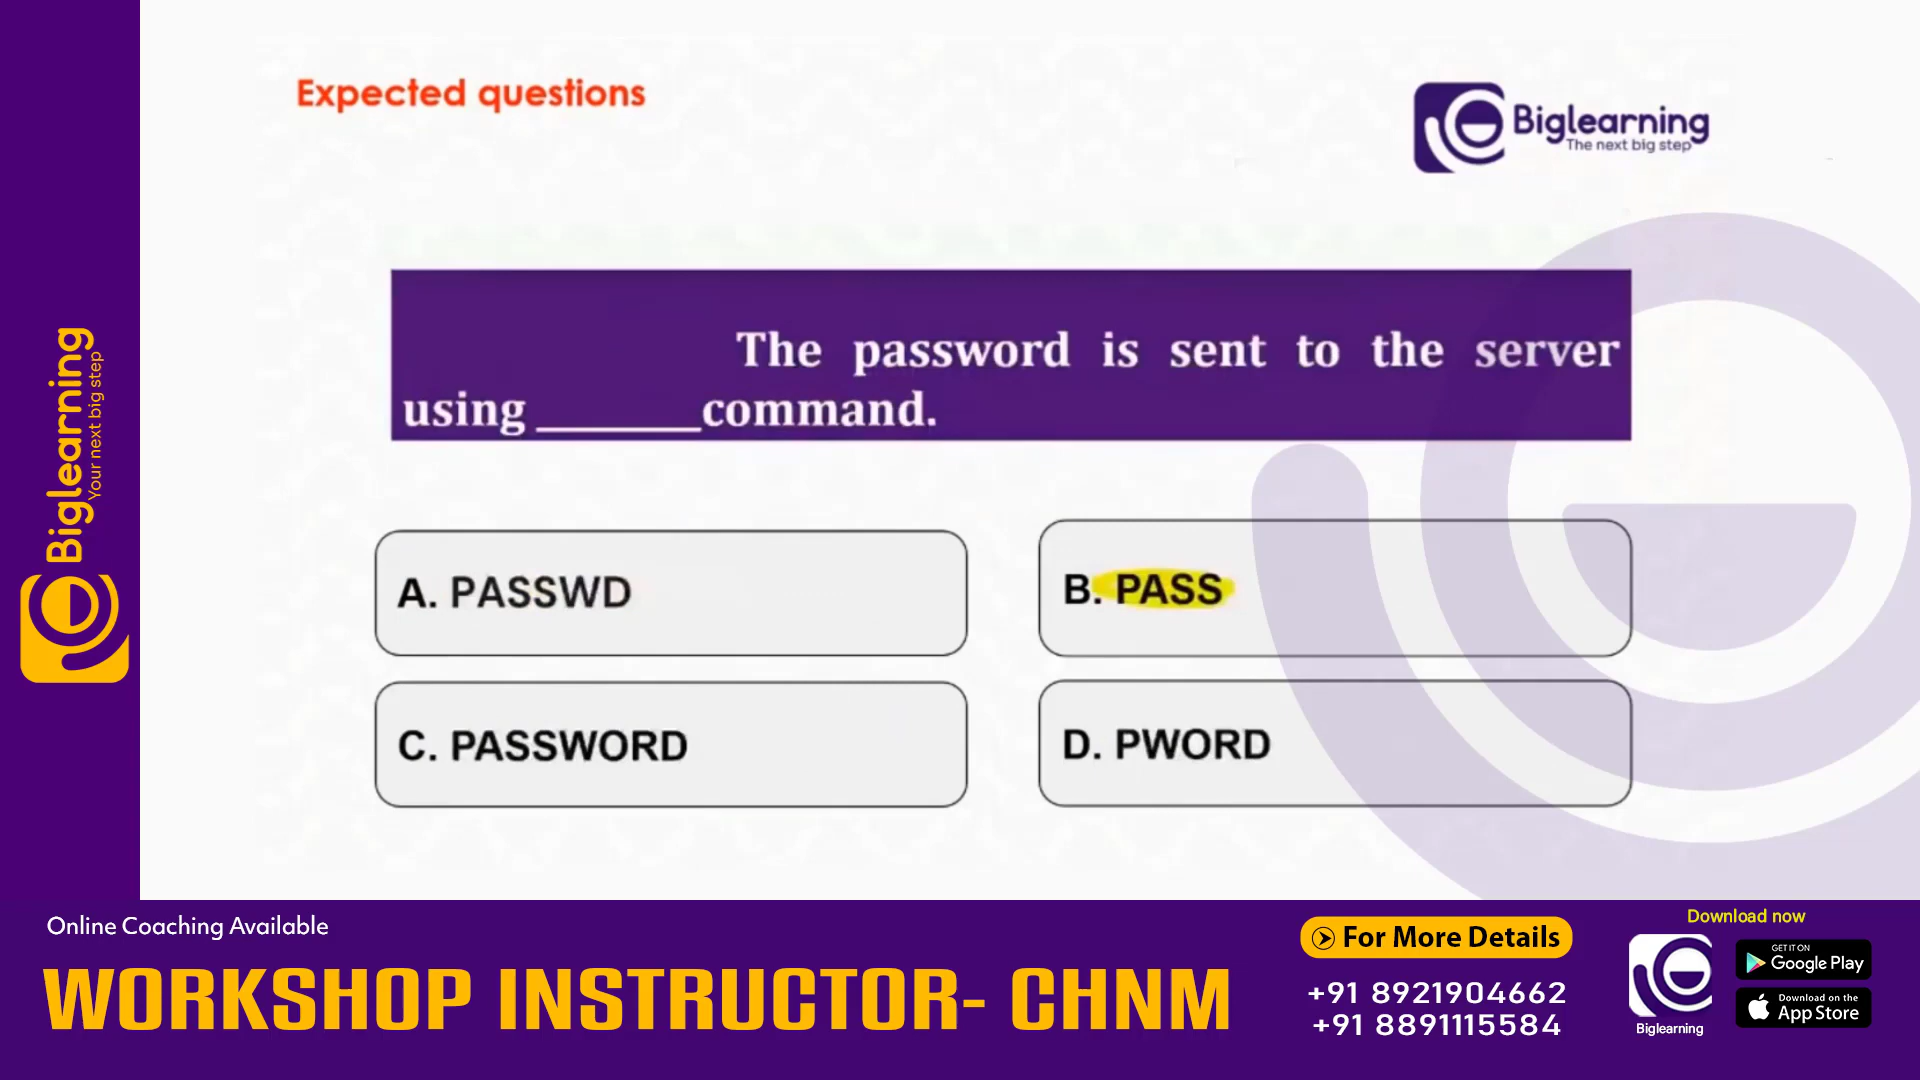 Expected questions
Biglearning
The next big step
The password is sent to the server
using _______command.
A. PASSWD
B. PASS
C. PASSWORD
D. PWORD
Biglearning
Your next big step
Online Coaching Available
WORKSHOP INSTRUCTOR- CHNM
For More Details
+91 8921904662
+91 8891115584
Download now
Biglearning
GET IT ON
Google Play
Download on the
App Store